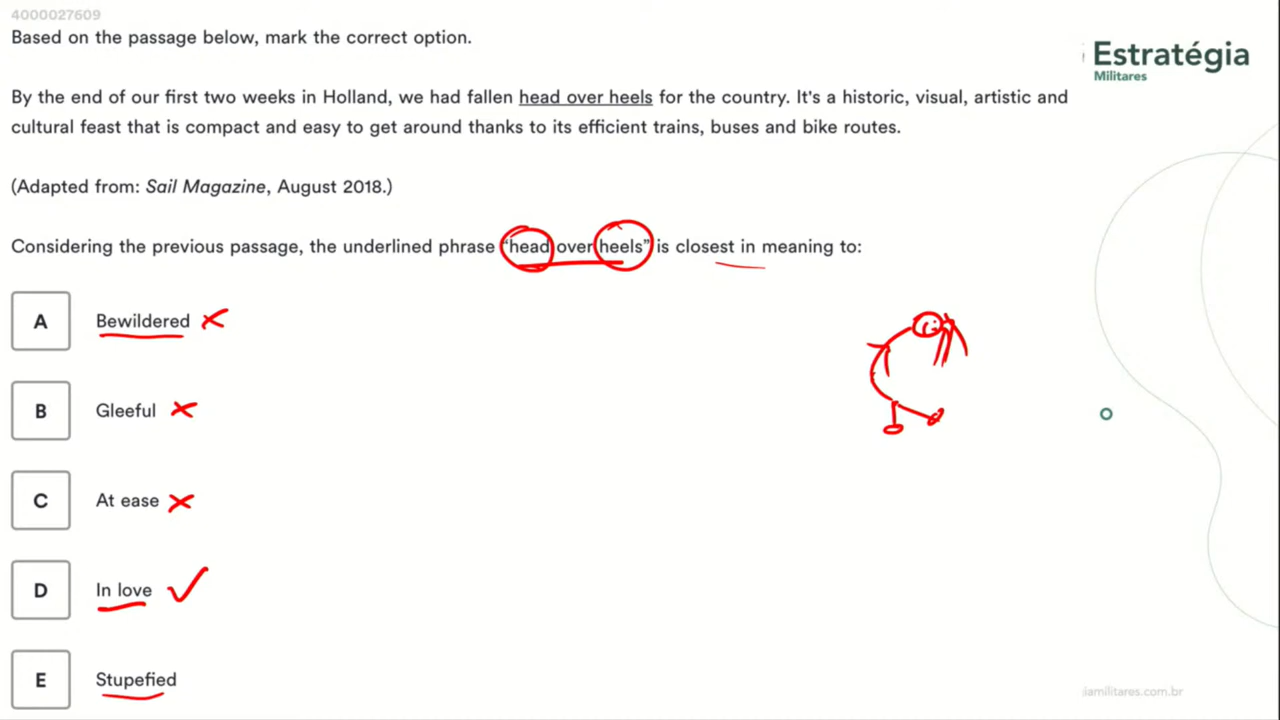 4000027609
Based on the passage below, mark the correct option.
Estratégia
Militares
By the end of our first two weeks in Holland, we had fallen head over heels for the country. It's a historic, visual, artistic and
cultural feast that is compact and easy to get around thanks to its efficient trains, buses and bike routes.
(Adapted from: Sail Magazine, August 2018.)
Considering the previous passage, the underlined phrase “head over heels” is closest in meaning to:
A Bewildered
B Gleeful
C At ease
D In love
E Stupefied
iamilitares.com.br